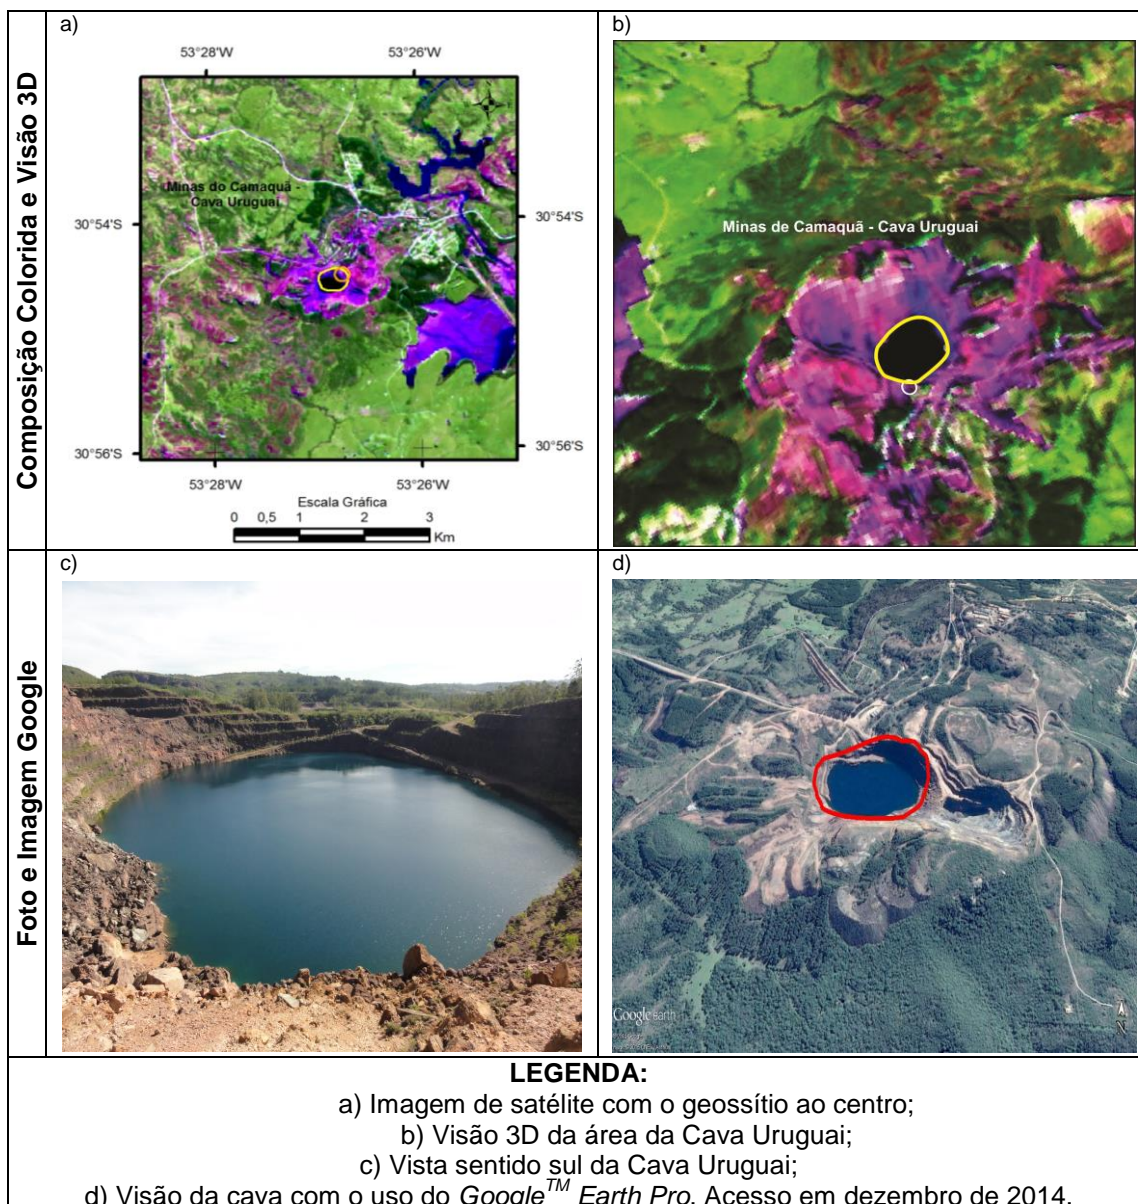 Composição Colorida e Visão 3D
a)
53°28'W 53°26'W
Minas do Camaquã -
Cava Uruguai
30°54'S 30°54'S
30°56'S 30°56'S
53°28'W 53°26'W
Escala Gráfica
0 0,5 1 2 3
Km
b)
Minas de Camaquã - Cava Uruguai
Foto e Imagem Google
c)
d)
Google earth
N
LEGENDA:
a) Imagem de satélite com o geossítio ao centro;
b) Visão 3D da área da Cava Uruguai;
c) Vista sentido sul da Cava Uruguai;
d) Visão da cava com o uso do Google™ Earth Pro. Acesso em dezembro de 2014.